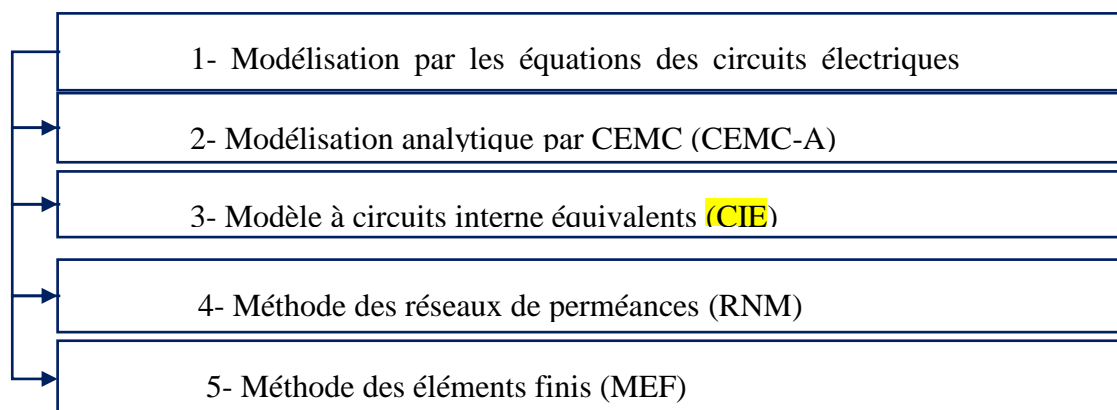 1- Modélisation par les équations des circuits électriques
2- Modélisation analytique par CEMC (CEMC-A)
3- Modèle à circuits interne équivalents (CIE)
4- Méthode des réseaux de perméances (RNM)
5- Méthode des éléments finis (MEF)